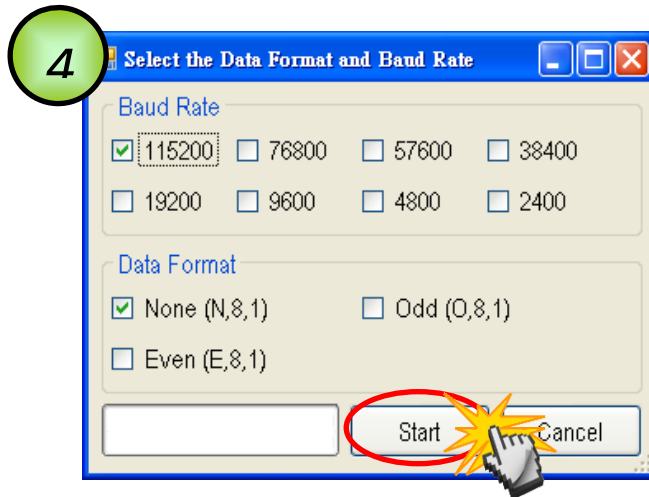 4
Select the Data Format and Baud Rate
Baud Rate
115200 76800 57600 38400
19200 9600 4800 2400
Data Format
None (N,8,1) Odd (O,8,1)
Even (E,8,1)
Start Cancel